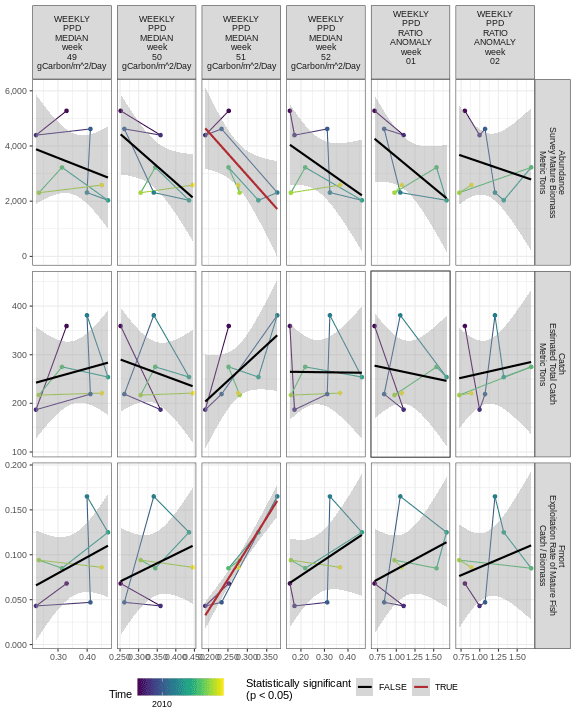 WEEKLY
PPD
MEDIAN
week
49
gCarbon/m^2/Day
WEEKLY
PPD
MEDIAN
week
50
gCarbon/m^2/Day
WEEKLY
PPD
MEDIAN
week
51
gCarbon/m^2/Day
WEEKLY
PPD
MEDIAN
week
52
gCarbon/m^2/Day
WEEKLY
PPD
RATIO
ANOMALY
week
01
WEEKLY
PPD
RATIO
ANOMALY
week
02
6,000
4,000
2,000
0
Abundance
Survey Mature Biomass
Metric Tons
400
300
200
100
Catch
Estimated Total Catch
Metric Tons
0.200
0.150
0.100
0.050
0.000
Fmort
Exploitation Rate of Mature Fish
Catch / Biomass
0.30 0.40
0.250 0.300 0.350 0.400 0.450
0.200 0.250 0.300 0.350
0.20 0.30 0.40
0.75 1.00 1.25 1.50
0.75 1.00 1.25 1.50
Time
2010
Statistically significant
(p < 0.05)
FALSE
TRUE